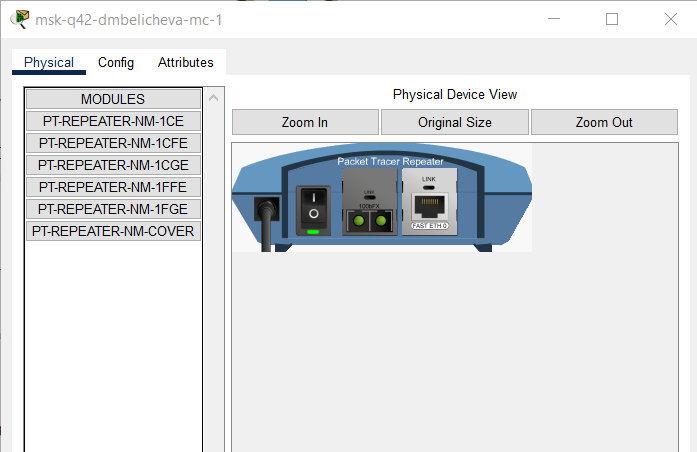 msk-q42-dmbelicheva-mc-1
Physical Config Attributes
MODULES
PT-REPEATER-NM-1CE
PT-REPEATER-NM-1CFE
PT-REPEATER-NM-1CGE
PT-REPEATER-NM-1FFE
PT-REPEATER-NM-1FGE
PT-REPEATER-NM-COVER
Physical Device View
Zoom In Original Size Zoom Out
Packet Tracer Repeater
LINK
100bFX
LINK
FAST ETH 0